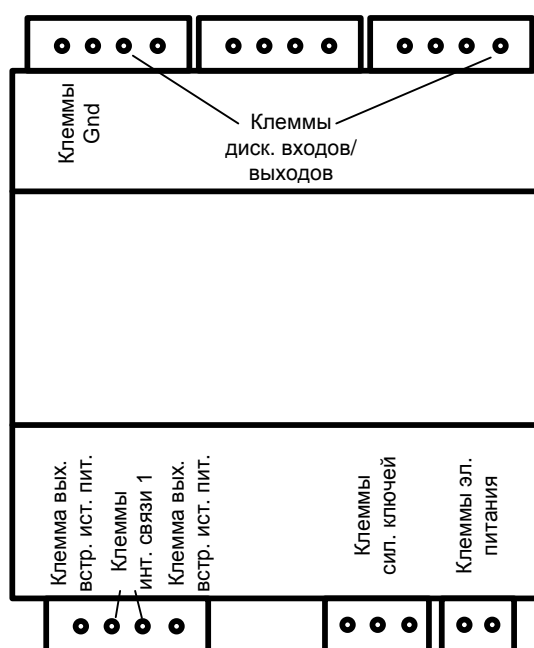 Клеммы
Gnd
Клеммы
диск. входов/
выходов
Клемма вых.
встр. ист. пит.
Клеммы
инт. связи 1
Клемма вых.
встр. ист. пит.
Клеммы
сил. ключей
Клеммы эл.
питания